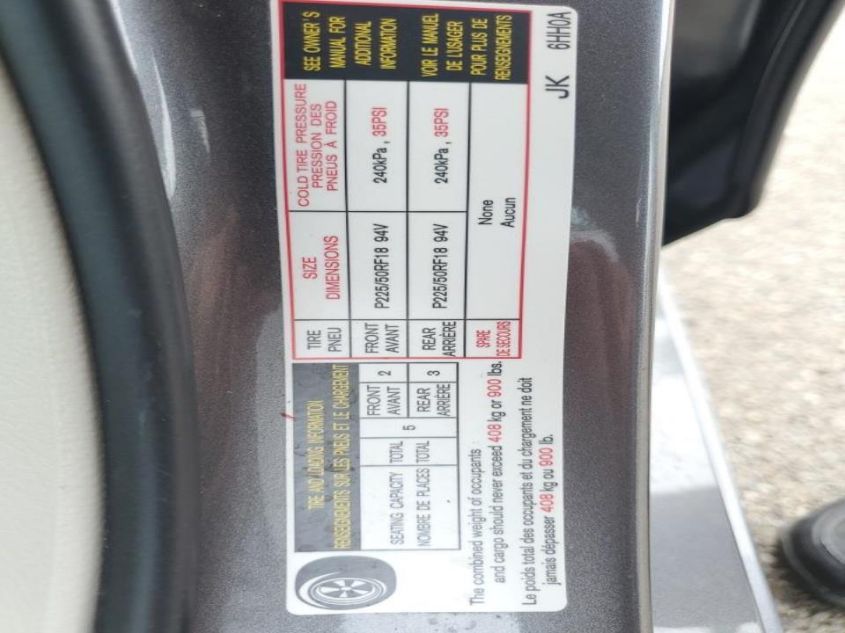 TIRE AND LOADING INFORMATION
RENSEIGNEMENTS SUR LES PNEUS ET LE CHARGEMENT
SEATING CAPACITY TOTAL 5 FRONT 2
NOMBRE DE PLACES TOTAL AVANT
REAR 3
ARRIÈRE
The combined weight of occupants
and cargo should never exceed 408 kg or 900 lbs.
Le poids total des occupants et du chargement ne doit
jamais dépasser 408 kg ou 900 lb.
TIRE
PNEU
SIZE
DIMENSIONS
COLD TIRE PRESSURE
PRESSION DES
PNEUS À FROID
FRONT
AVANT
P225/50RF18 94V
240kPa , 35PSI
REAR
ARRIÈRE
P225/50RF18 94V
240kPa , 35PSI
SPARE
DE SECOURS
None
Aucun
SEE OWNER'S
MANUAL FOR
ADDITIONAL
INFORMATION
VOIR LE MANUEL
DE L'USAGER
POUR PLUS DE
RENSEIGNEMENTS
JK 6HH0A